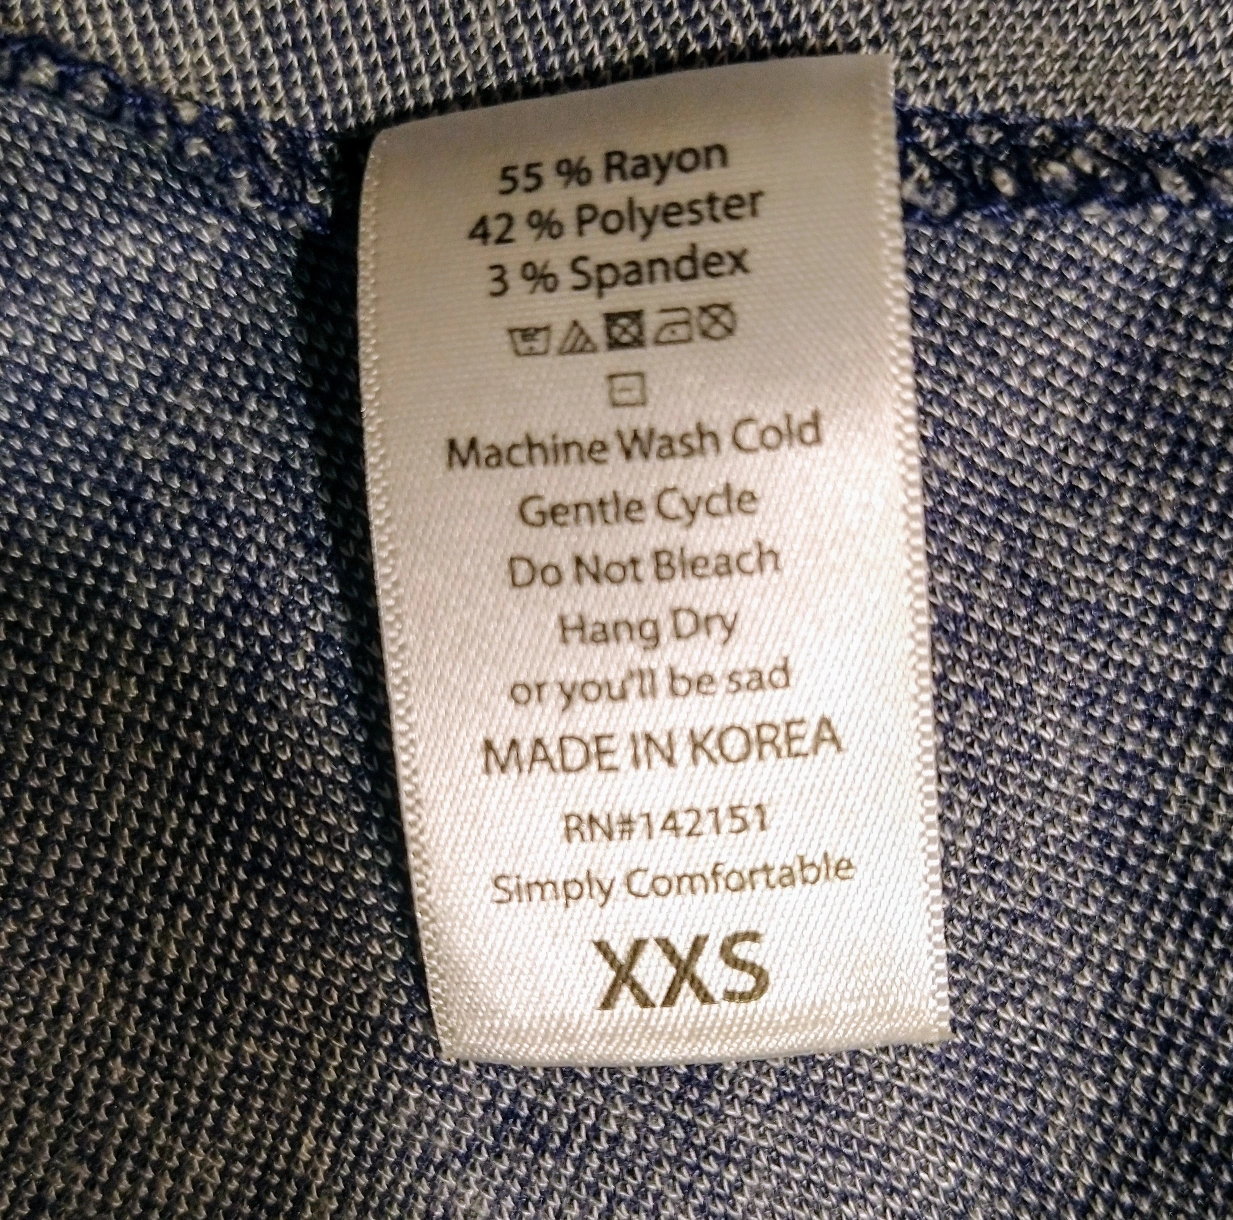 55 % Rayon
42 % Polyester
3 % Spandex
Machine Wash Cold
Gentle Cycle
Do Not Bleach
Hang Dry
or you'll be sad
MADE IN KOREA
RN#142151
Simply Comfortable
XXS